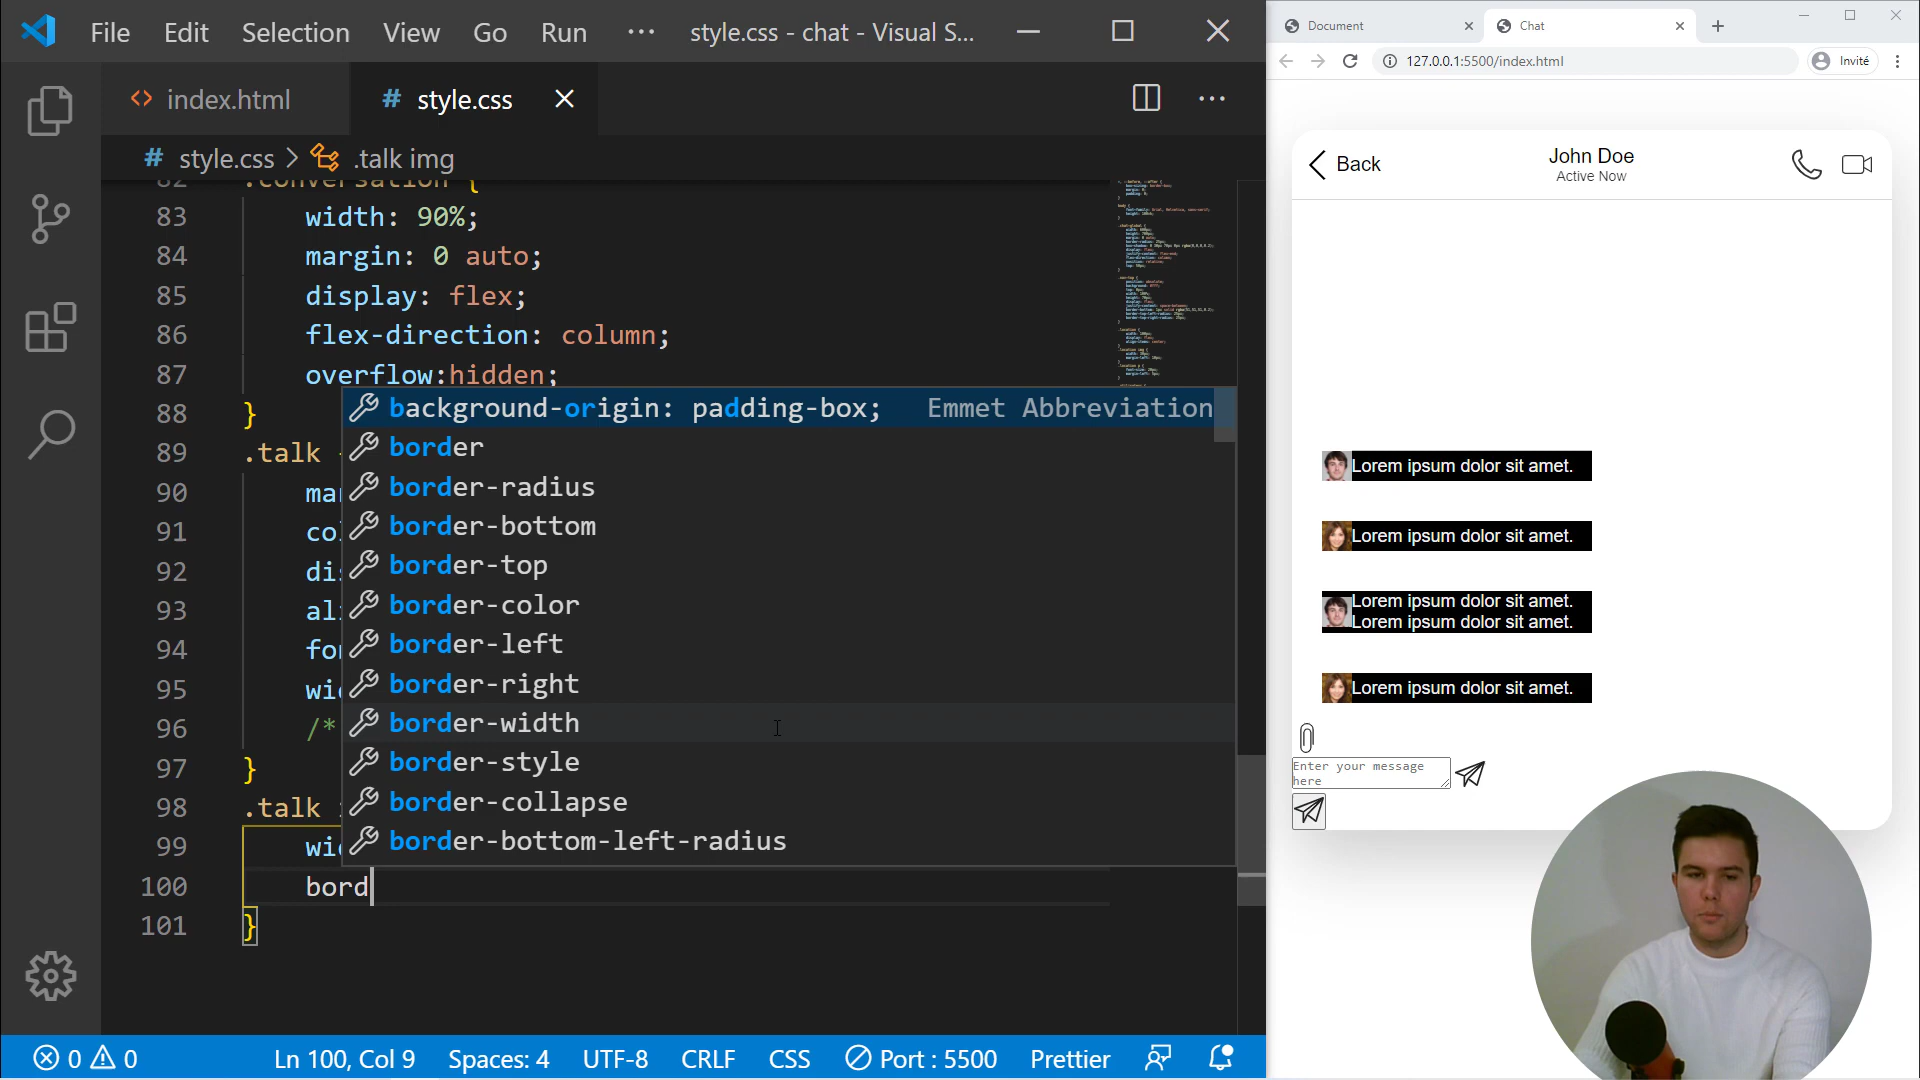 File Edit Selection View Go Run ··· style.css - chat - Visual S...
index.html
# style.css
# style.css > .talk img
82 .conversation {
83 width: 90%;
84 margin: 0 auto;
85 display: flex;
86 flex-direction: column;
87 overflow:hidden;
88 }
89 .talk
90 mar
91 col
92 dis
93 ali
94 fon
95 wid
96 /*
97 }
98 .talk
99 wid
100 bord
101 }
background-origin: padding-box; Emmet Abbreviation
border
border-radius
border-bottom
border-top
border-color
border-left
border-right
border-width
border-style
border-collapse
border-bottom-left-radius
0 0 Ln 100, Col 9 Spaces: 4 UTF-8 CRLF CSS Port : 5500 Prettier
Document Chat
127.0.0.1:5500/index.html Invité
Back John Doe
Active Now
Lorem ipsum dolor sit amet.
Lorem ipsum dolor sit amet.
Lorem ipsum dolor sit amet.
Lorem ipsum dolor sit amet.
Lorem ipsum dolor sit amet.
Enter your message
here